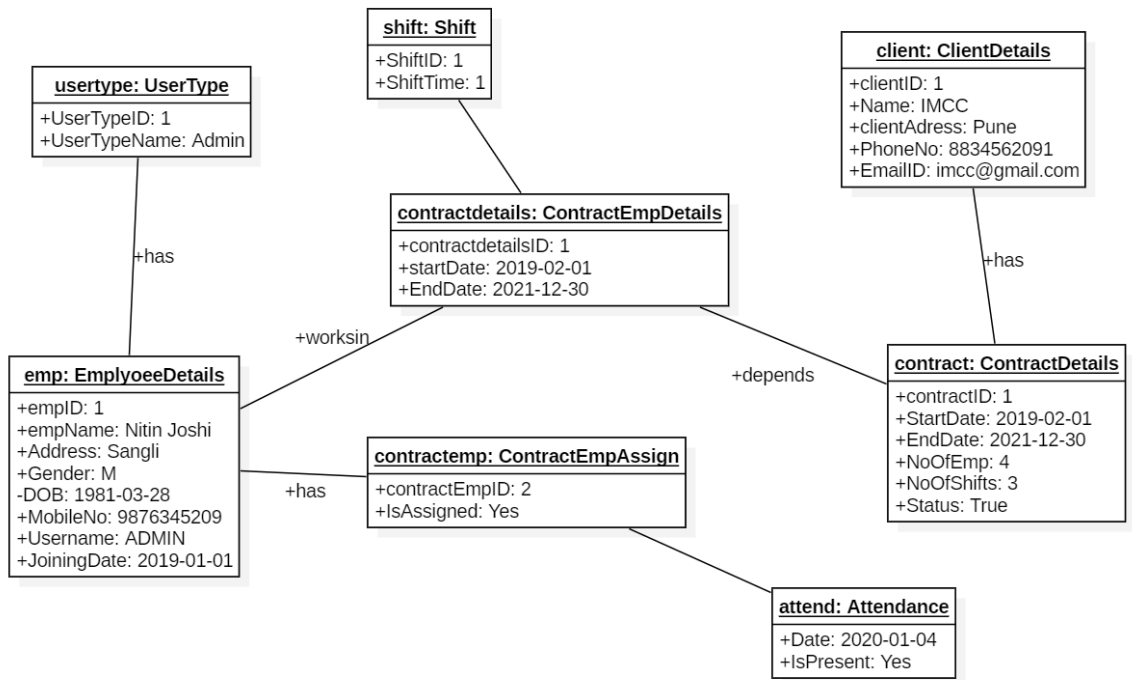 shift: Shift
+ShiftID: 1
+ShiftTime: 1
client: ClientDetails
+clientID: 1
+Name: IMCC
+clientAdress: Pune
+PhoneNo: 8834562091
+EmailID: imcc@gmail.com
usertype: UserType
+UserTypeID: 1
+UserTypeName: Admin
contractdetails: ContractEmpDetails
+contractdetailsID: 1
+startDate: 2019-02-01
+EndDate: 2021-12-30
+has
+has
+worksin
+depends
emp: EmplyoeeDetails
+empID: 1
+empName: Nitin Joshi
+Address: Sangli
+Gender: M
-DOB: 1981-03-28
+MobileNo: 9876345209
+Username: ADMIN
+JoiningDate: 2019-01-01
contract: ContractDetails
+contractID: 1
+StartDate: 2019-02-01
+EndDate: 2021-12-30
+NoOfEmp: 4
+NoOfShifts: 3
+Status: True
+has
contractemp: ContractEmpAssign
+contractEmpID: 2
+IsAssigned: Yes
attend: Attendance
+Date: 2020-01-04
+IsPresent: Yes